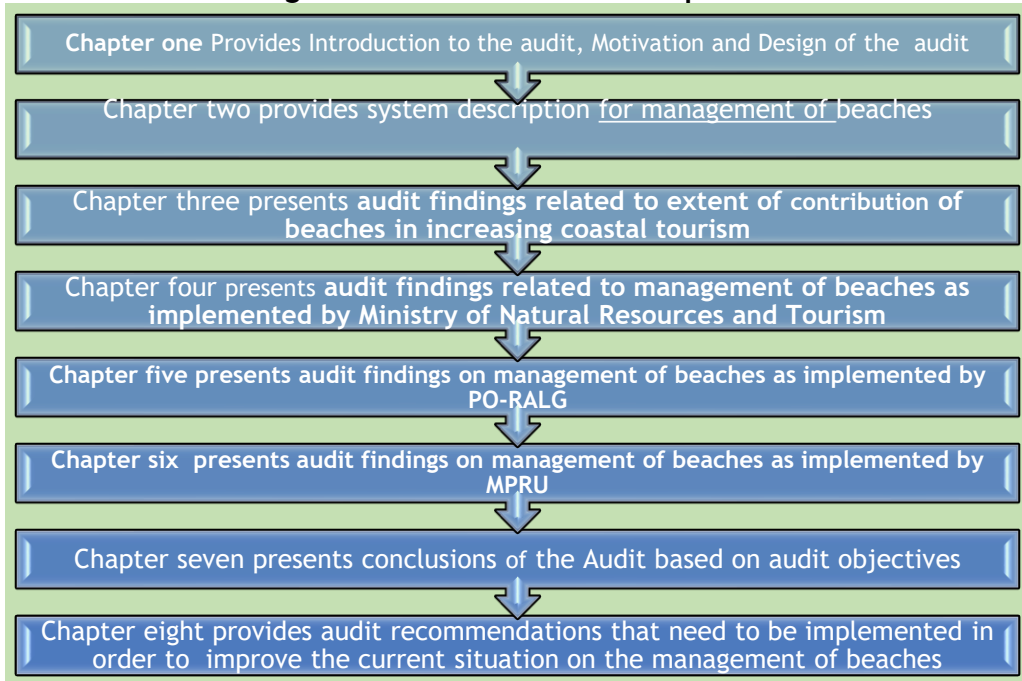 Chapter one Provides Introduction to the audit, Motivation and Design of the audit
Chapter two provides system description for management of beaches
Chapter three presents audit findings related to extent of contribution of
beaches in increasing coastal tourism
Chapter four presents audit findings related to management of beaches as
implemented by Ministry of Natural Resources and Tourism
Chapter five presents audit findings on management of beaches as implemented by
PO-RALG
Chapter six presents audit findings on management of beaches as implemented by
MPRU
Chapter seven presents conclusions of the Audit based on audit objectives
Chapter eight provides audit recommendations that need to be implemented in
order to improve the current situation on the management of beaches